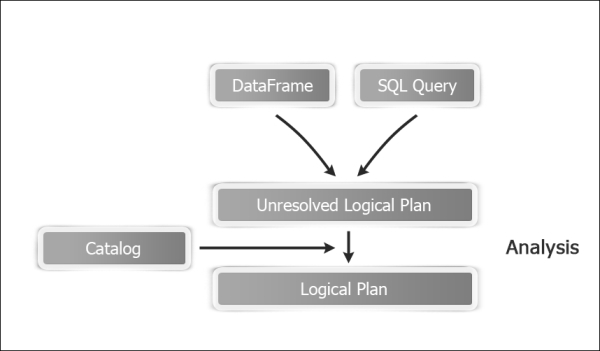 DataFrame
SQL Query
Unresolved Logical Plan
Catalog
Analysis
Logical Plan